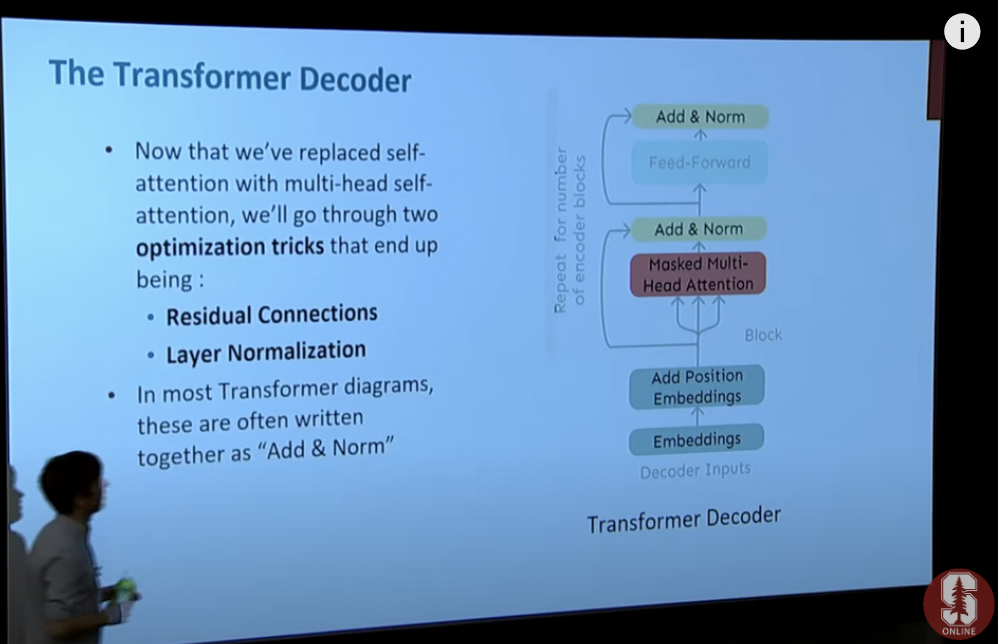 The Transformer Decoder
• Now that we've replaced self-
attention with multi-head self-
attention, we'll go through two
optimization tricks that end up
being :
• Residual Connections
• Layer Normalization
• In most Transformer diagrams,
these are often written
together as "Add & Norm"
Repeat for number
of encoder blocks
Add & Norm
Feed-Forward
Add & Norm
Masked Multi-
Head Attention
Block
Add Position
Embeddings
Embeddings
Decoder Inputs
Transformer Decoder
i
S
ONLINE